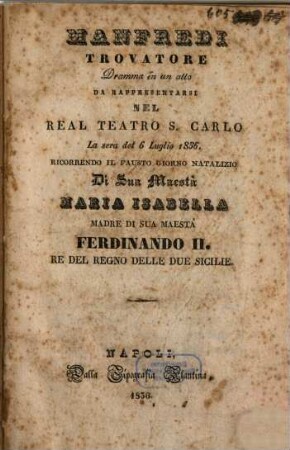 MANFREDI
TROVATORE
Dramma in un atto
DA RAPPRESENTARSI
NEL
REAL TEATRO S. CARLO
La sera del 6 Luglio 1836,
RICORRENDO IL FAUSTO GIORNO NATALIZIO
Di Sua Maestà
MARIA ISABELLA
MADRE DI SUA MAESTÀ
FERDINANDO II.
RE DEL REGNO DELLE DUE SICILIE.
NAPOLI,
Dalla Tipografia Flautina
1836.